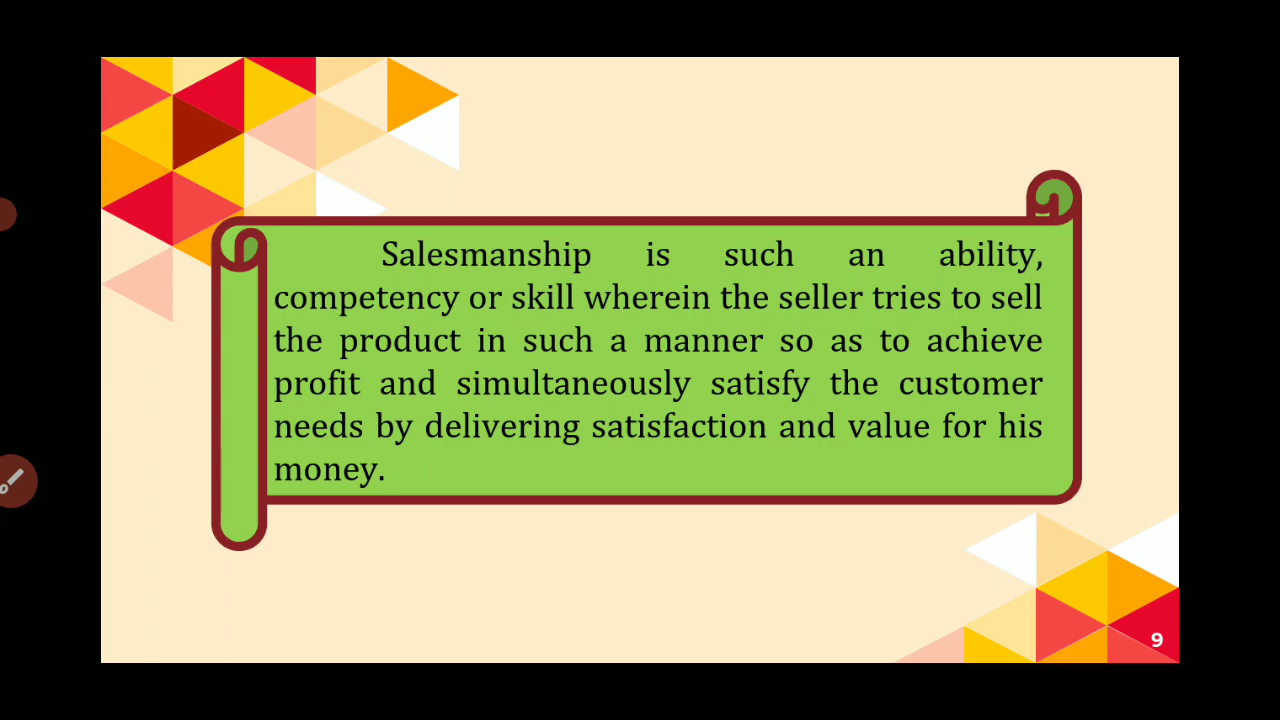 Salesmanship is such an ability,
competency or skill wherein the seller tries to sell
the product in such a manner so as to achieve
profit and simultaneously satisfy the customer
needs by delivering satisfaction and value for his
money.
9